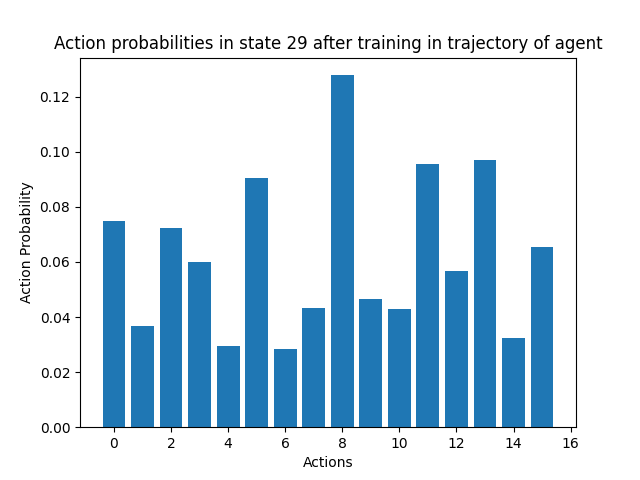 Action probabilities in state 29 after training in trajectory of agent
0.12
0.10
0.08
0.06
0.04
0.02
0.00
Action Probability
0 2 4 6 8 10 12 14 16
Actions